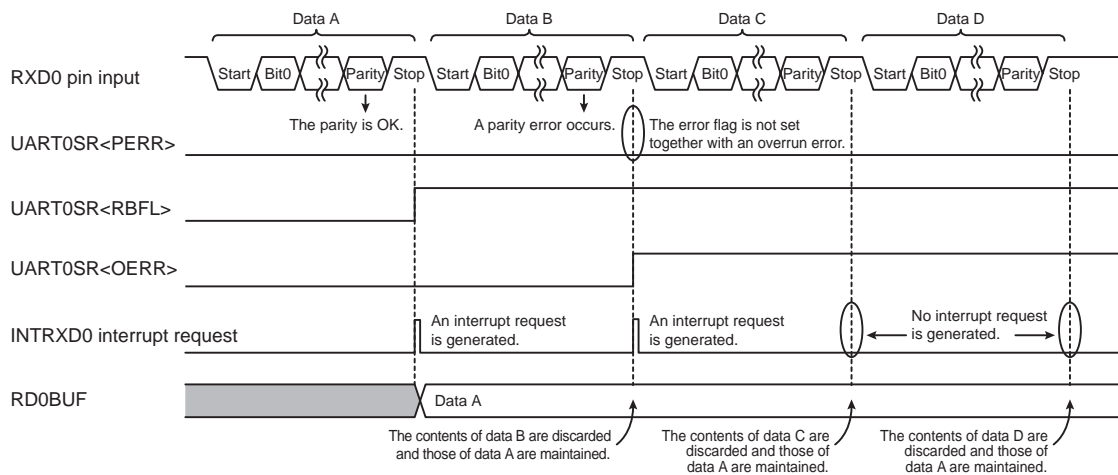 Data A Data B Data C Data D
RXD0 pin input
Start Bit0 Parity Stop Start Bit0 Parity Stop Start Bit0 Parity Stop Start Bit0 Parity Stop
The parity is OK.
A parity error occurs.
The error flag is not set
together with an overrun error.
UART0SR<PERR>
UART0SR<RBFL>
UART0SR<OERR>
INTRXD0 interrupt request
An interrupt request
is generated.
An interrupt request
is generated.
No interrupt request
is generated.
RD0BUF
Data A
The contents of data B are discarded
and those of data A are maintained.
The contents of data C are
discarded and those of
data A are maintained.
The contents of data D are
discarded and those of
data A are maintained.